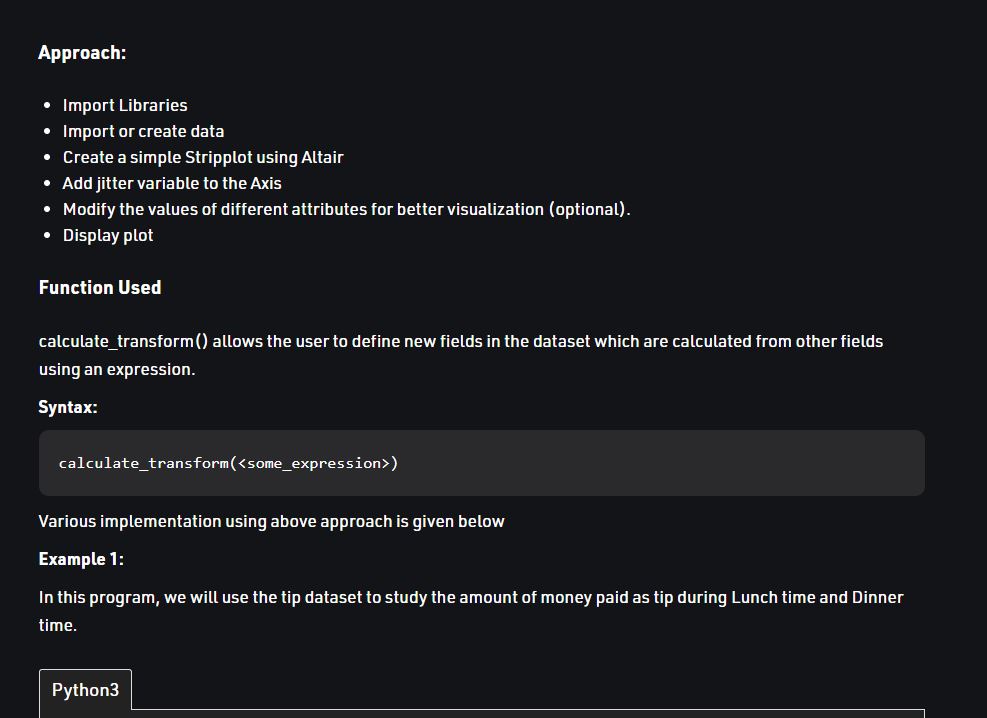 Approach:
• Import Libraries
• Import or create data
• Create a simple Stripplot using Altair
• Add jitter variable to the Axis
• Modify the values of different attributes for better visualization (optional).
• Display plot
Function Used
calculate_transform() allows the user to define new fields in the dataset which are calculated from other fields
using an expression.
Syntax:
calculate_transform(<some_expression>)
Various implementation using above approach is given below
Example 1:
In this program, we will use the tip dataset to study the amount of money paid as tip during Lunch time and Dinner
time.
Python3